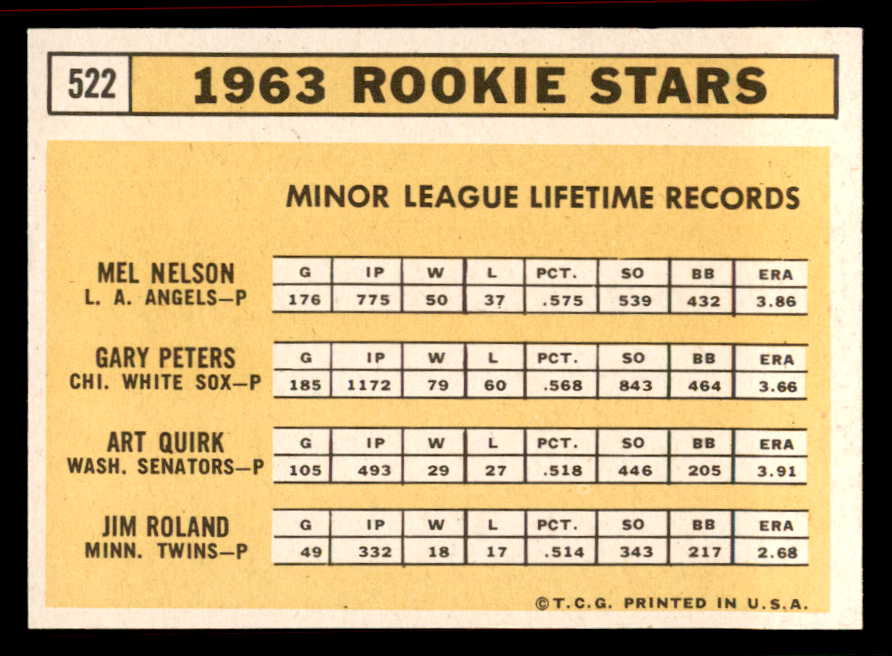 522 1963 ROOKIE STARS
MINOR LEAGUE LIFETIME RECORDS
MEL NELSON G IP W L PCT. SO BB ERA
L. A. ANGELS—P 176 775 50 37 .575 539 432 3.86
GARY PETERS G IP W L PCT. SO BB ERA
CHI. WHITE SOX—P 185 1172 79 60 .568 843 464 3.66
ART QUIRK G IP W L PCT. SO BB ERA
WASH. SENATORS—P 105 493 29 27 .518 446 205 3.91
JIM ROLAND G IP W L PCT. SO BB ERA
MINN. TWINS—P 49 332 18 17 .514 343 217 2.68
©T.C.G. PRINTED IN U.S.A.